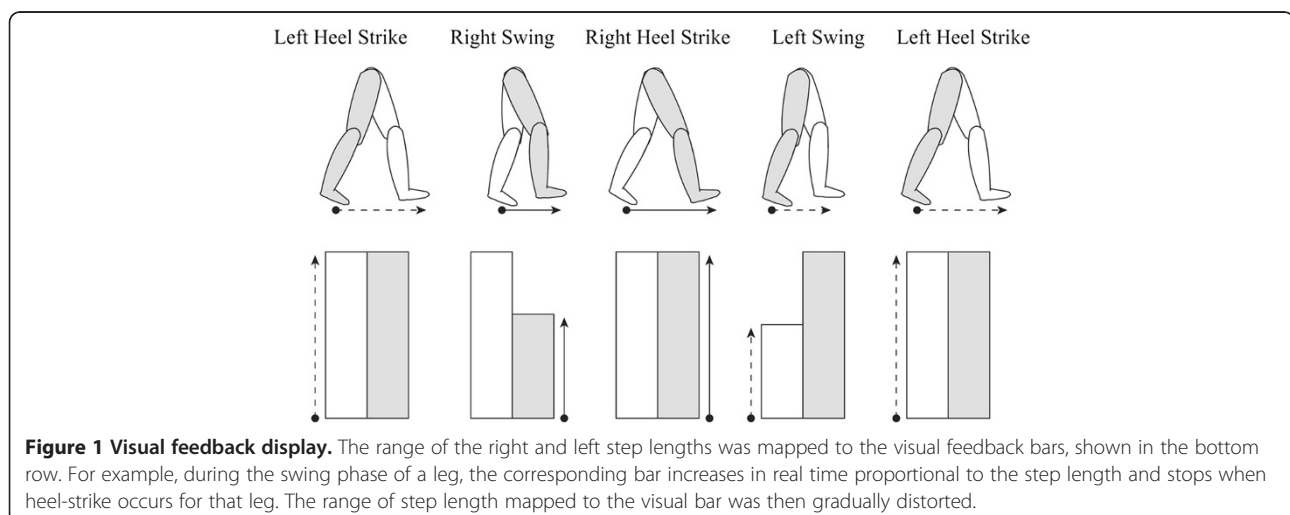 Left Heel Strike Right Swing Right Heel Strike Left Swing Left Heel Strike
Figure 1 Visual feedback display. The range of the right and left step lengths was mapped to the visual feedback bars, shown in the bottom
row. For example, during the swing phase of a leg, the corresponding bar increases in real time proportional to the step length and stops when
heel-strike occurs for that leg. The range of step length mapped to the visual bar was then gradually distorted.